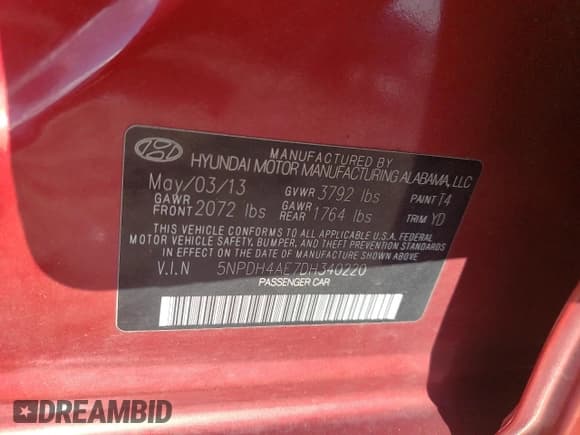 MANUFACTURED BY
HYUNDAI MOTOR MANUFACTURING ALABAMA, LLC
May/03/13 GVWR 3792 lbs PAINT T4
GAWR FRONT 2072 lbs GAWR REAR 1764 lbs TRIM YD
THIS VEHICLE CONFORMS TO ALL APPLICABLE U.S.A. FEDERAL
MOTOR VEHICLE SAFETY, BUMPER, AND THEFT PREVENTION STANDARDS
IN EFFECT ON THE DATE OF MANUFACTURE SHOWN ABOVE.
V.I.N 5NPDH4AE7DH340220
PASSENGER CAR
DREAMBID